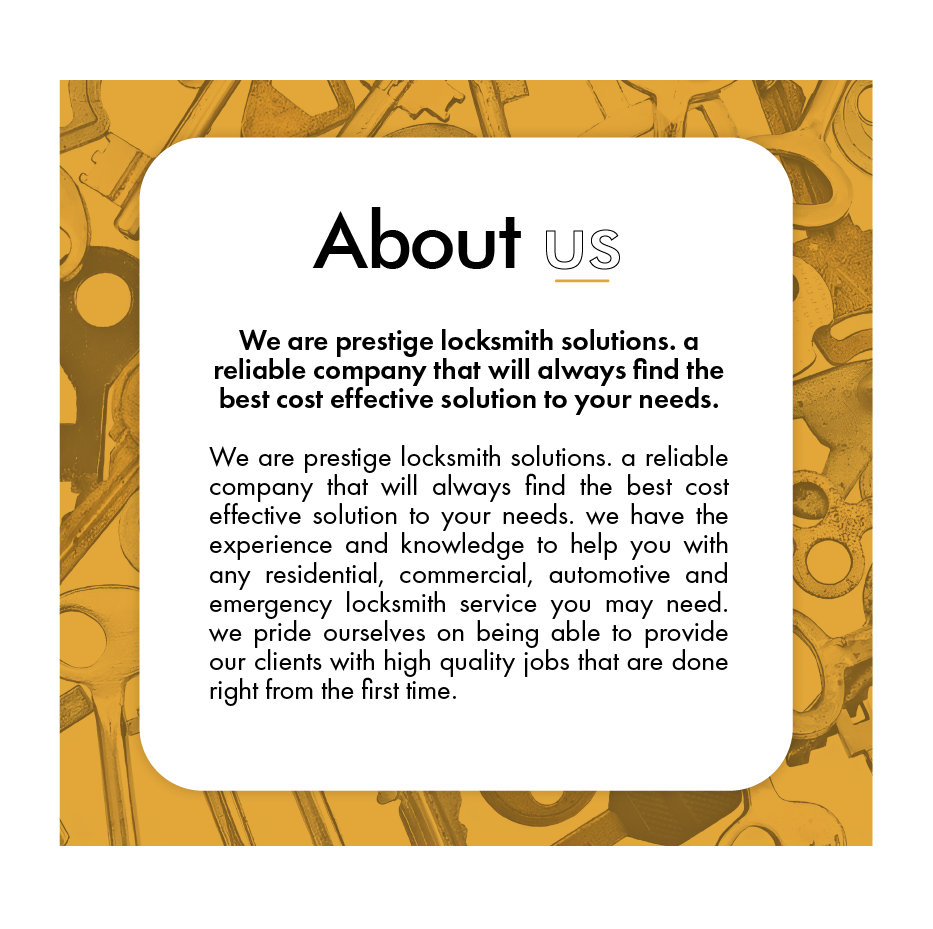 About us
We are prestige locksmith solutions. a
reliable company that will always find the
best cost effective solution to your needs.
We are prestige locksmith solutions. a reliable
company that will always find the best cost
effective solution to your needs. we have the
experience and knowledge to help you with
any residential, commercial, automotive and
emergency locksmith service you may need.
we pride ourselves on being able to provide
our clients with high quality jobs that are done
right from the first time.